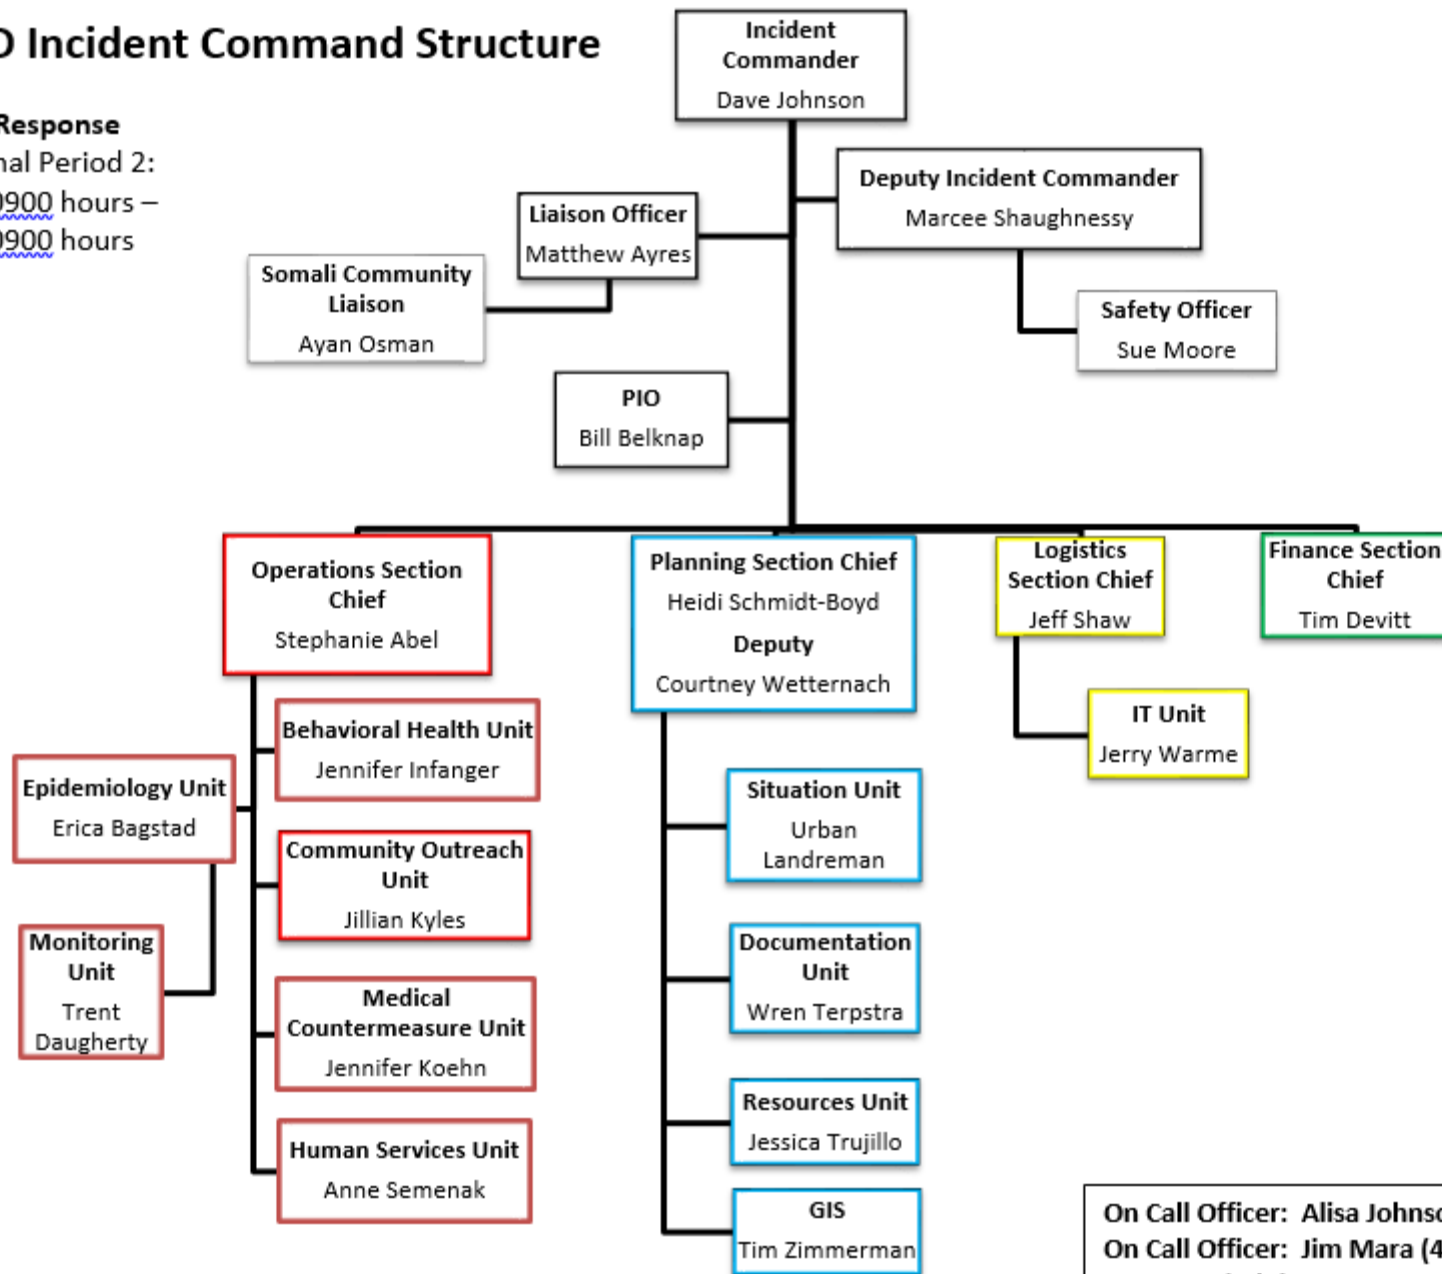 D Incident Command Structure
Response
nal Period 2:
0900 hours –
0900 hours
Incident
Commander
Dave Johnson
Deputy Incident Commander
Marcee Shaughnessy
Liaison Officer
Matthew Ayres
Somali Community
Liaison
Ayan Osman
Safety Officer
Sue Moore
PIO
Bill Belknap
Operations Section
Chief
Stephanie Abel
Planning Section Chief
Heidi Schmidt-Boyd
Deputy
Courtney Wetternach
Logistics
Section Chief
Jeff Shaw
Finance Section
Chief
Tim Devitt
Behavioral Health Unit
Jennifer Infanger
Epidemiology Unit
Erica Bagstad
Community Outreach
Unit
Jillian Kyles
Monitoring
Unit
Trent
Daugherty
Medical
Countermeasure Unit
Jennifer Koehn
Human Services Unit
Anne Semenak
Situation Unit
Urban
Landreman
Documentation
Unit
Wren Terpstra
Resources Unit
Jessica Trujillo
GIS
Tim Zimmerman
IT Unit
Jerry Warme
On Call Officer: Alisa Johnso
On Call Officer: Jim Mara (4